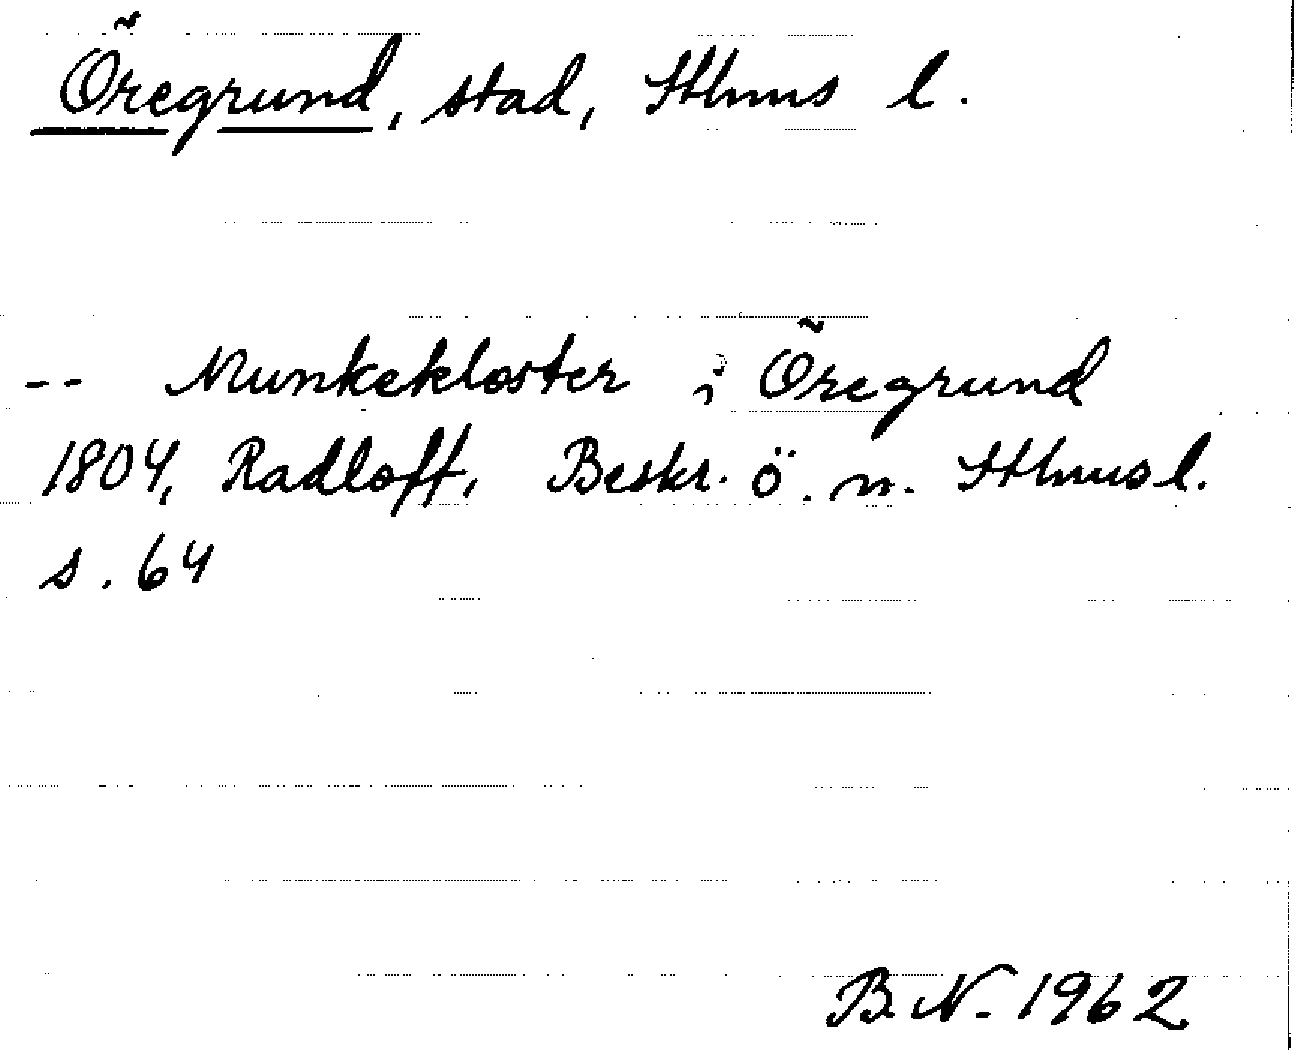 Öregrund, stad, Sthms l.
-- Munkekloster i Öregrund
1804, Radloff, Beskr. ö. n. Sthms l.
s. 64
B.N. 1962